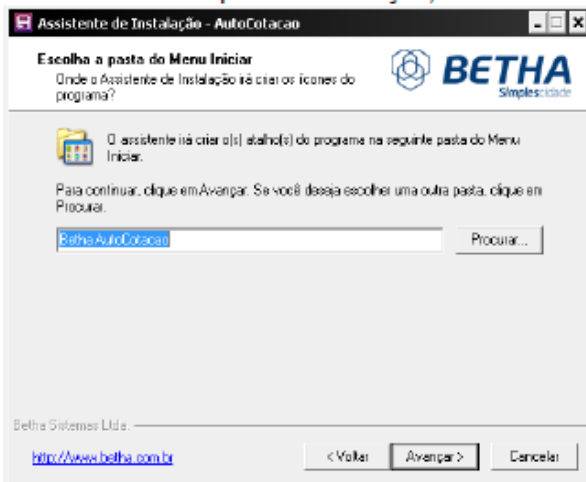 Assistente de Instalação - AutoCotacao
Escolha a pasta do Menu Iniciar
Onde o Assistente de Instalação irá criar os ícones do
programa?
BETHA
Simplescidade
O assistente irá criar o(s) atalho(s) do programa na seguinte pasta do Menu
Iniciar.
Para continuar, clique em Avançar. Se você deseja escolher uma outra pasta, clique em
Procurar.
Betha AutoCotacao
Procurar...
Betha Sistemas Ltda.
http://www.betha.com.br
< Voltar
Avançar >
Cancelar